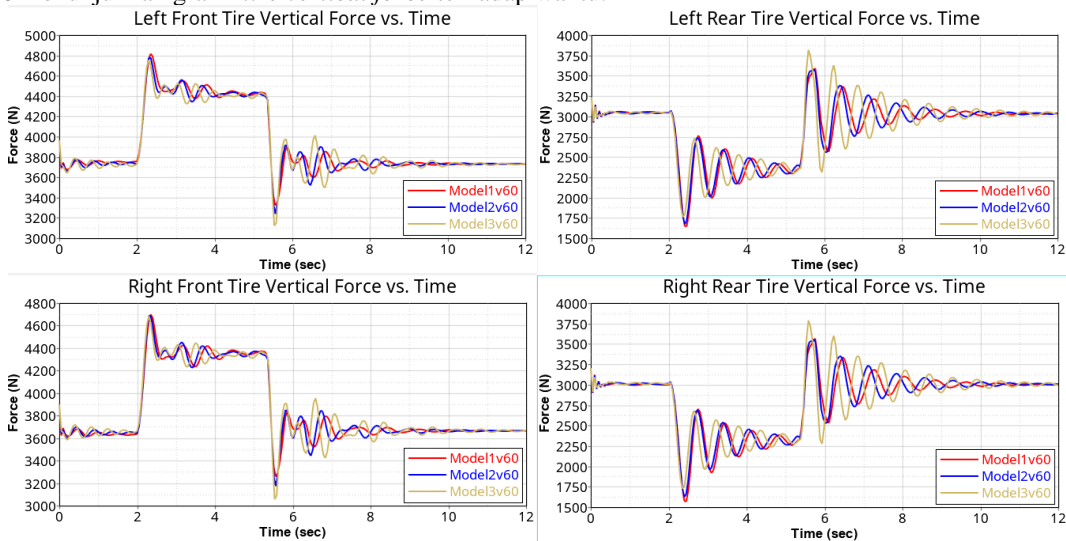 Left Front Tire Vertical Force vs. Time
5000
4800
4600
4400
4200
4000
3800
3600
3400
3200
3000
Force (N)
Model1v60
Model2v60
Model3v60
0 2 4 6 8 10 12
Time (sec)
Left Rear Tire Vertical Force vs. Time
4000
3750
3500
3250
3000
2750
2500
2250
2000
1750
1500
Force (N)
Model1v60
Model2v60
Model3v60
0 2 4 6 8 10 12
Time (sec)
Right Front Tire Vertical Force vs. Time
4800
4600
4400
4200
4000
3800
3600
3400
3200
3000
Force (N)
Model1v60
Model2v60
Model3v60
0 2 4 6 8 10 12
Time (sec)
Right Rear Tire Vertical Force vs. Time
4000
3750
3500
3250
3000
2750
2500
2250
2000
1750
1500
Force (N)
Model1v60
Model2v60
Model3v60
0 2 4 6 8 10 12
Time (sec)